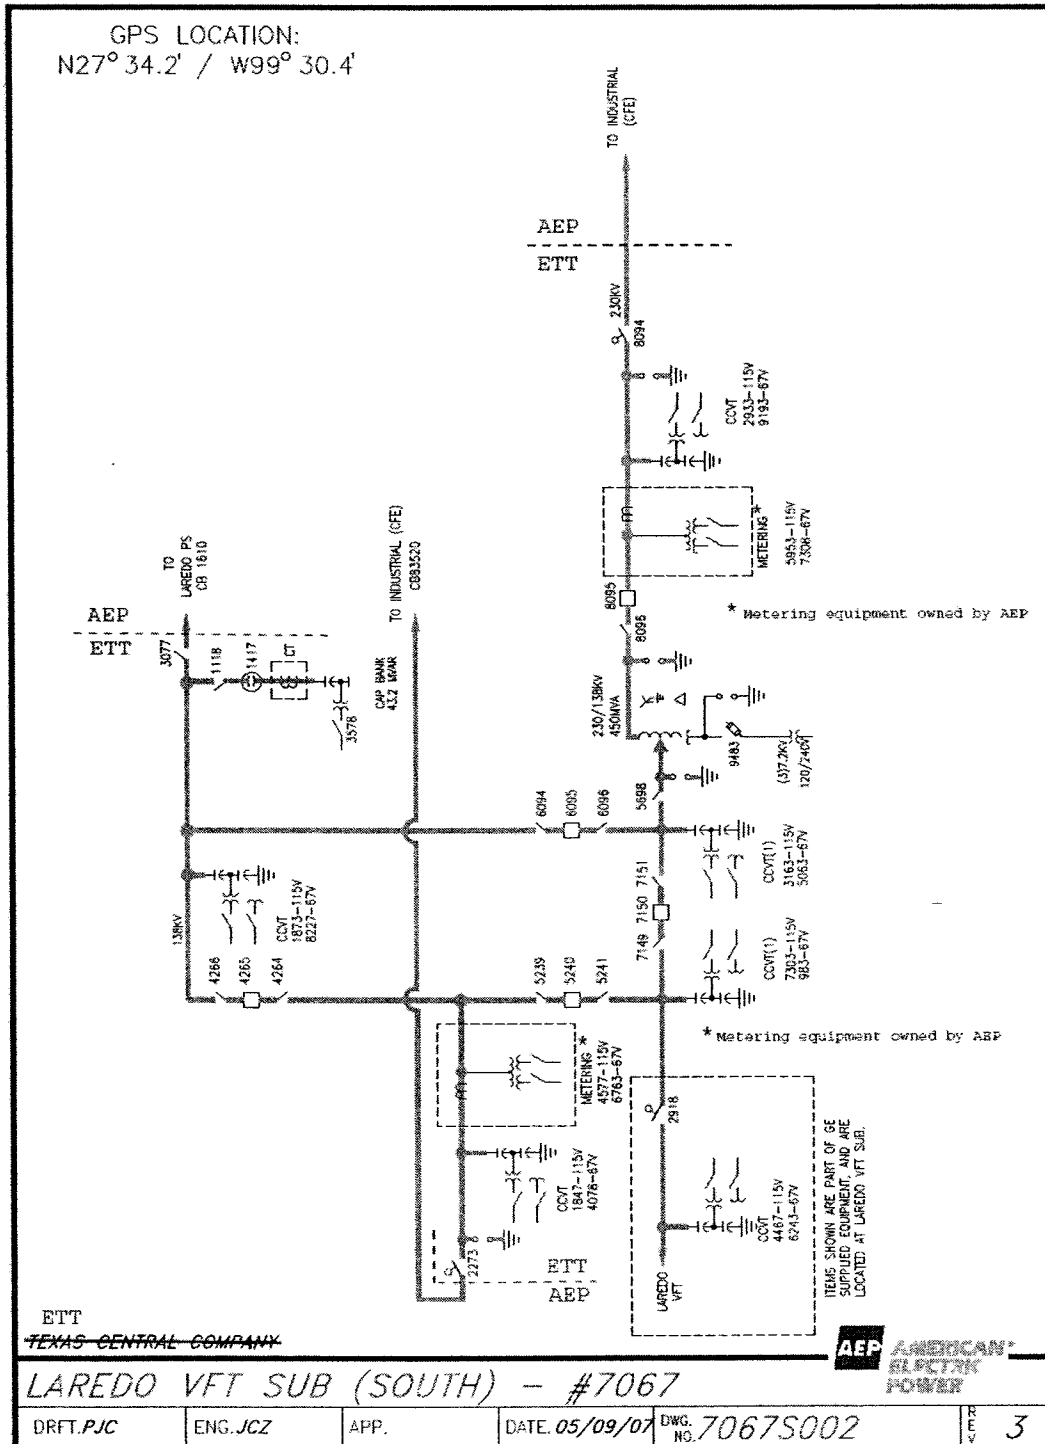 GPS LOCATION:
N27° 34.2' / W99° 30.4'
TO INDUSTRIAL
(CFE)
AEP
ETT
230KV
8094
CCVT
2933-115V
9193-67V
METERING *
5953-115V
7308-67V
8095
8096
* Metering equipment owned by AEP
TO
LAREDO PS
CB 1610
AEP
ETT
3077
1118
1417
CT
3578
CAP BANK
43.2 MVAR
TO INDUSTRIAL (CFE)
CB83520
230/138KV
450MVA
9483
(3)7.2KV
120/240V
5698
6094
6095
6096
CCVT(1)
3163-115V
5063-67V
7151
7150
7149
CCVT(1)
7303-115V
983-67V
138KV
CCVT
1873-115V
8227-67V
4266
4265
4264
5239
5240
5241
* Metering equipment owned by AEP
METERING *
4577-115V
6763-67V
CCVT
1847-115V
4078-67V
2273
ETT
AEP
2918
CCVT
4467-115V
6243-67V
LAREDO
VFT
ITEMS SHOWN ARE PART OF GE
SUPPLIED EQUIPMENT, AND ARE
LOCATED AT LAREDO VFT SUB.
ETT
TEXAS CENTRAL COMPANY
AEP AMERICAN
ELECTRIC
POWER
LAREDO VFT SUB (SOUTH) - #7067
DRFT.PJC ENG.JCZ APP. DATE.05/09/07 DWG. NO. 7067S002 REV 3